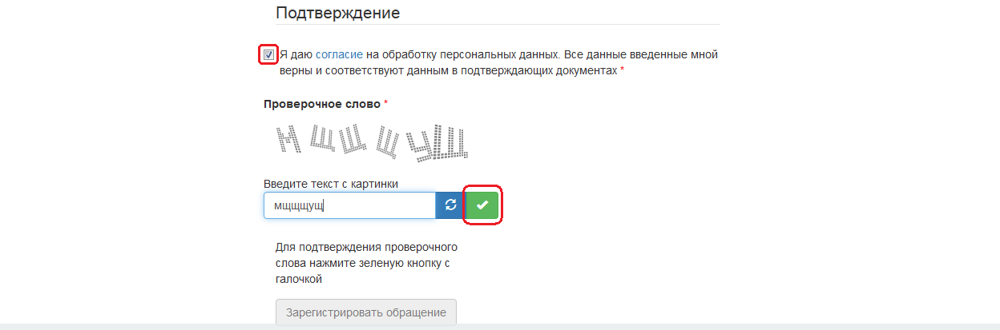 Подтверждение
Я даю согласие на обработку персональных данных. Все данные введенные мной
верны и соответствуют данным в подтверждающих документах *
Проверочное слово *
М Щ Щ Щ У Щ
Введите текст с картинки
мщщщущ
Для подтверждения проверочного
слова нажмите зеленую кнопку с
галочкой
Зарегистрировать обращение